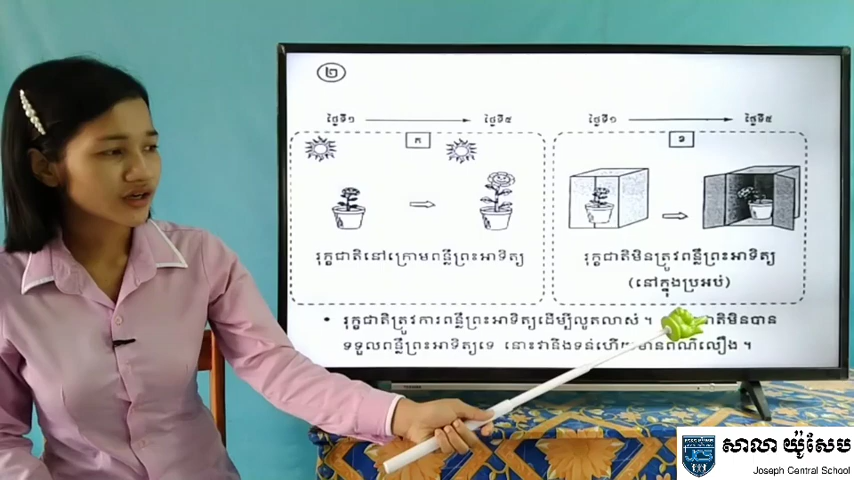 ២
ថ្ងៃទី១ ថ្ងៃទី៥ ថ្ងៃទី១ ថ្ងៃទី៥
ក ខ
រុក្ខជាតិនៅក្រោមពន្លឺព្រះអាទិត្យ
រុក្ខជាតិមិនត្រូវពន្លឺព្រះអាទិត្យ
(នៅក្នុងប្រអប់)
• រុក្ខជាតិត្រូវការពន្លឺព្រះអាទិត្យដើម្បីលូតលាស់ ។ ជាតិមិនបាន
ទទួលពន្លឺព្រះអាទិត្យទេ នោះវានឹងទន់ហើយមានពណ៌លឿង ។
សាលា យ៉ូសែប
Joseph Central School
JCS